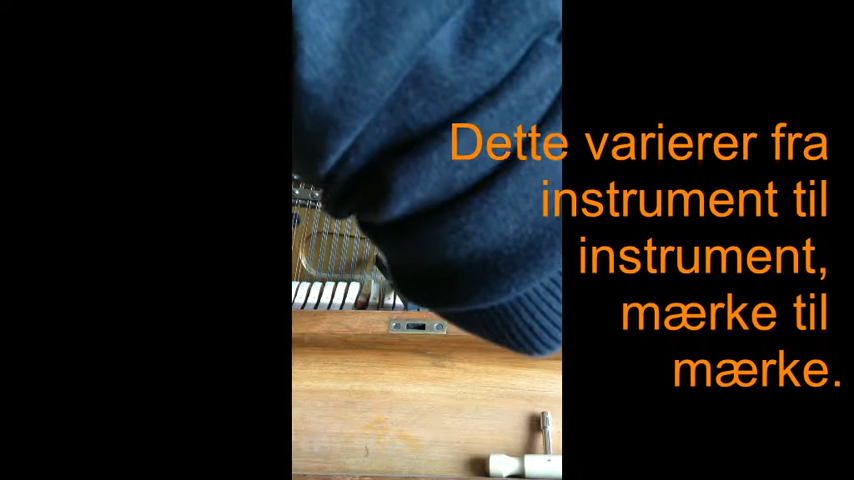 Dette varierer fra
instrument til
instrument,
mærke til
mærke.